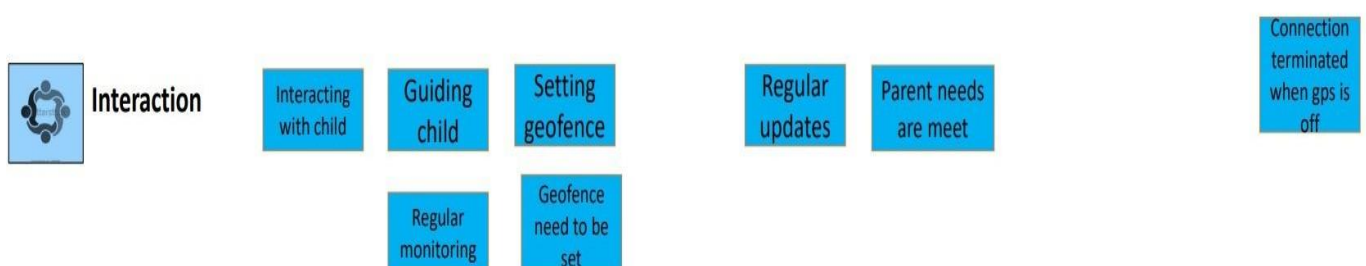 Interaction
Interacting
with child
Guiding
child
Setting
geofence
Regular
updates
Parent needs
are meet
Connection
terminated
when gps is
off
Regular
monitoring
Geofence
need to be
set